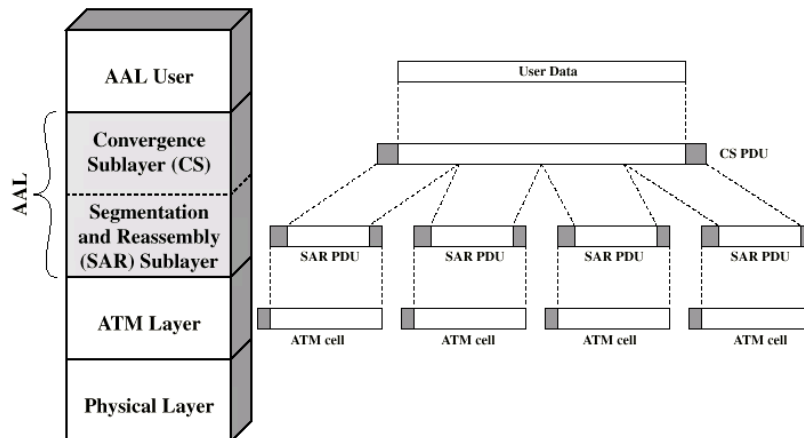 AAL User
Convergence
Sublayer (CS)
AAL
Segmentation
and Reassembly
(SAR) Sublayer
ATM Layer
Physical Layer
User Data
CS PDU
SAR PDU
SAR PDU
SAR PDU
SAR PDU
ATM cell
ATM cell
ATM cell
ATM cell